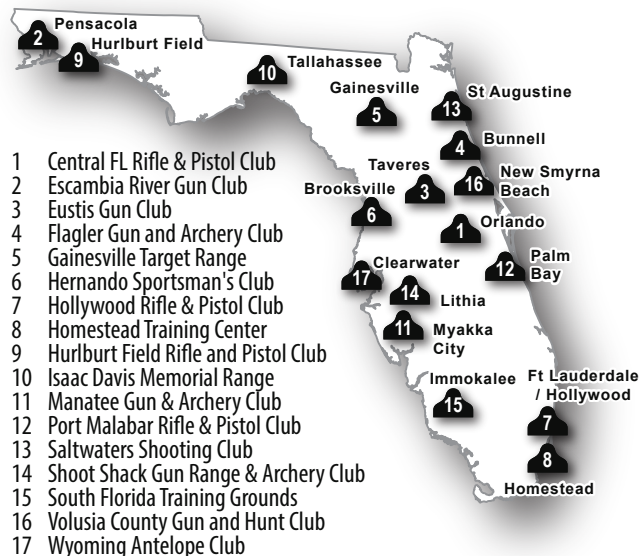 Pensacola
2
Hurlburt Field
9
Tallahassee
10
Gainesville
5
St Augustine
13
Bunnell
4
Taveres
3
New Smyrna
Beach
16
Brooksville
6
Orlando
1
Clearwater
17
Palm
Bay
12
14
Lithia
11
Myakka
City
Immokalee
15
Ft Lauderdale
/ Hollywood
7
8
Homestead
1 Central FL Rifle & Pistol Club
2 Escambia River Gun Club
3 Eustis Gun Club
4 Flagler Gun and Archery Club
5 Gainesville Target Range
6 Hernando Sportsman's Club
7 Hollywood Rifle & Pistol Club
8 Homestead Training Center
9 Hurlburt Field Rifle and Pistol Club
10 Isaac Davis Memorial Range
11 Manatee Gun & Archery Club
12 Port Malabar Rifle & Pistol Club
13 Saltwaters Shooting Club
14 Shoot Shack Gun Range & Archery Club
15 South Florida Training Grounds
16 Volusia County Gun and Hunt Club
17 Wyoming Antelope Club